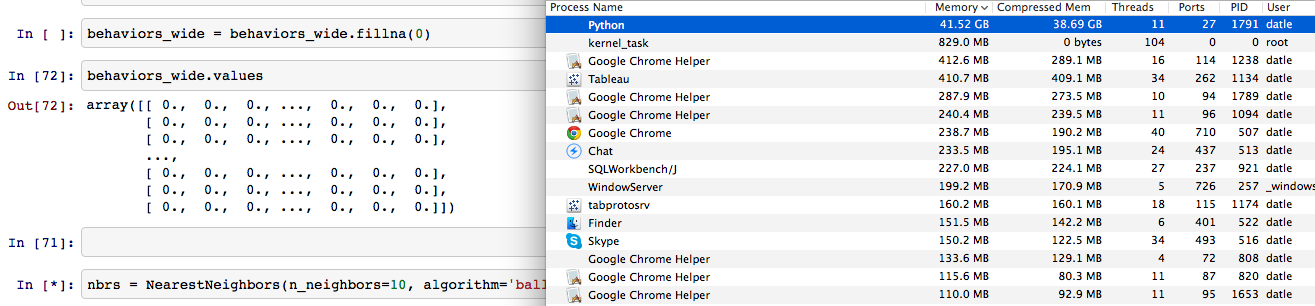 In [ ]: behaviors_wide = behaviors_wide.fillna(0)
In [72]: behaviors_wide.values
Out[72]: array([[ 0., 0., 0., ..., 0., 0., 0.],
[ 0., 0., 0., ..., 0., 0., 0.],
[ 0., 0., 0., ..., 0., 0., 0.],
...,
[ 0., 0., 0., ..., 0., 0., 0.],
[ 0., 0., 0., ..., 0., 0., 0.],
[ 0., 0., 0., ..., 0., 0., 0.]])
In [71]:
In [*]: nbrs = NearestNeighbors(n_neighbors=10, algorithm='ball
Process Name Memory Compressed Mem Threads Ports PID User
Python 41.52 GB 38.69 GB 11 27 1791 datle
kernel_task 829.0 MB 0 bytes 104 0 0 root
Google Chrome Helper 412.6 MB 289.1 MB 16 114 1238 datle
Tableau 410.7 MB 409.1 MB 34 262 1134 datle
Google Chrome Helper 287.9 MB 273.5 MB 10 94 1789 datle
Google Chrome Helper 240.4 MB 239.5 MB 11 96 1094 datle
Google Chrome 238.7 MB 190.2 MB 40 710 507 datle
Chat 233.5 MB 195.1 MB 24 437 513 datle
SQLWorkbench/J 227.0 MB 224.1 MB 27 237 921 datle
WindowServer 199.2 MB 170.9 MB 5 726 257 _windows
tabprotosrv 160.2 MB 160.1 MB 18 115 1174 datle
Finder 151.5 MB 142.2 MB 6 401 522 datle
Skype 150.2 MB 122.5 MB 34 493 516 datle
Google Chrome Helper 133.6 MB 129.1 MB 4 72 808 datle
Google Chrome Helper 115.6 MB 80.3 MB 11 87 820 datle
Google Chrome Helper 110.0 MB 92.9 MB 11 95 1653 datle